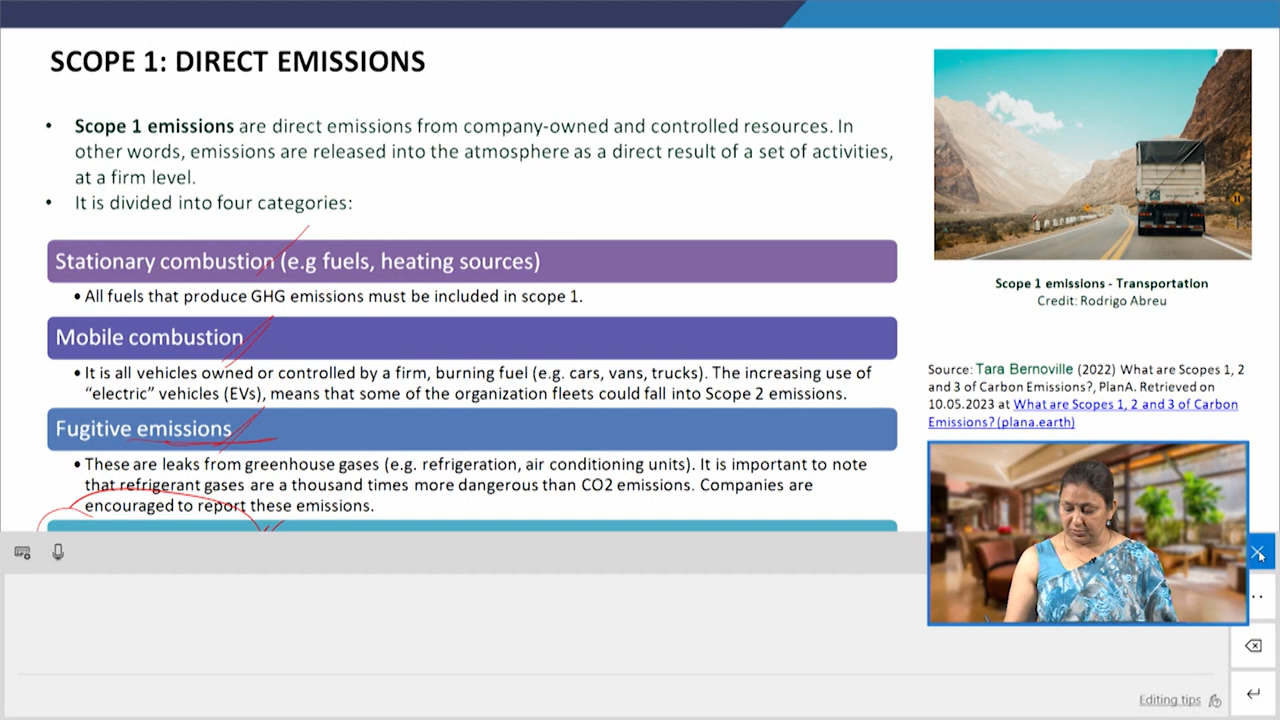 SCOPE 1: DIRECT EMISSIONS
• Scope 1 emissions are direct emissions from company-owned and controlled resources. In
other words, emissions are released into the atmosphere as a direct result of a set of activities,
at a firm level.
• It is divided into four categories:
Stationary combustion (e.g fuels, heating sources)
• All fuels that produce GHG emissions must be included in scope 1.
Mobile combustion
• It is all vehicles owned or controlled by a firm, burning fuel (e.g. cars, vans, trucks). The increasing use of
“electric” vehicles (EVs), means that some of the organization fleets could fall into Scope 2 emissions.
Fugitive emissions
• These are leaks from greenhouse gases (e.g. refrigeration, air conditioning units). It is important to note
that refrigerant gases are a thousand times more dangerous than CO2 emissions. Companies are
encouraged to report these emissions.
Scope 1 emissions - Transportation
Credit: Rodrigo Abreu
Source: Tara Bernoville (2022) What are Scopes 1, 2
and 3 of Carbon Emissions?, PlanA. Retrieved on
10.05.2023 at What are Scopes 1, 2 and 3 of Carbon
Emissions? (plana.earth)
Editing tips